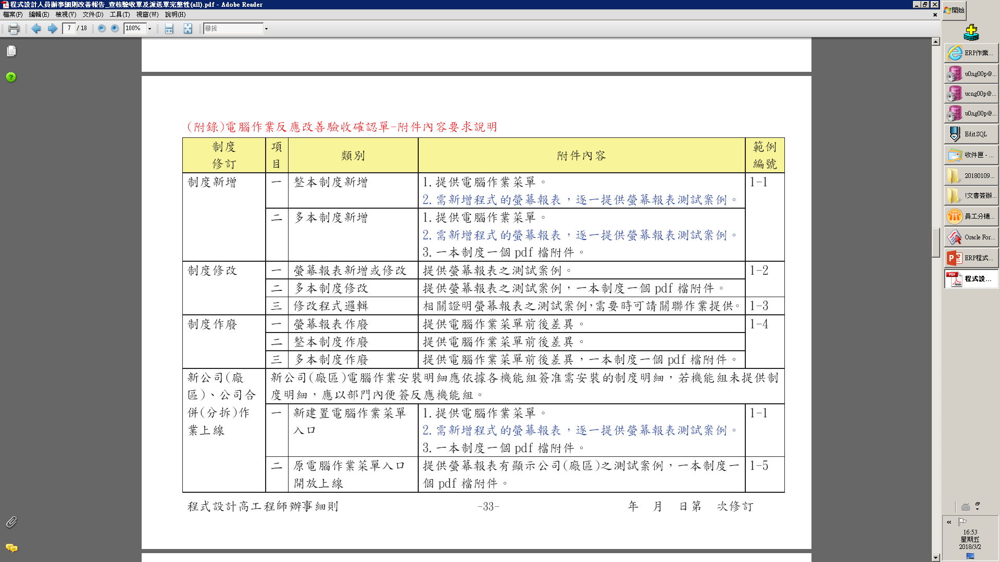 程式設計人員辦事細則改善報告_查核驗收單及派送單完整性(all).pdf - Adobe Reader
檔案(F) 編輯(E) 檢視(V) 文件(D) 工具(T) 視窗(W) 說明(H)
7 / 18 100% 尋找
(附錄)電腦作業反應改善驗收確認單-附件內容要求說明
制度修訂 項目 類別 附件內容 範例編號
制度新增 一 整本制度新增 1.提供電腦作業菜單。 1-1
2.需新增程式的螢幕報表，逐一提供螢幕報表測試案例。
二 多本制度新增 1.提供電腦作業菜單。
2.需新增程式的螢幕報表，逐一提供螢幕報表測試案例。
3.一本制度一個 pdf 檔附件。
制度修改 一 螢幕報表新增或修改 提供螢幕報表之測試案例。 1-2
二 多本制度修改 提供螢幕報表之測試案例，一本制度一個 pdf 檔附件。
三 修改程式邏輯 相關證明螢幕報表之測試案例，需要時可請關聯作業提供。 1-3
制度作廢 一 螢幕報表作廢 提供電腦作業菜單前後差異。 1-4
二 整本制度作廢 提供電腦作業菜單前後差異。
三 多本制度作廢 提供電腦作業菜單前後差異，一本制度一個 pdf 檔附件。
新公司(廠區)、公司合併(分拆)作業上線
新公司(廠區)電腦作業安裝明細應依據各機能組簽准需安裝的制度明細，若機能組未提供制
度明細，應以部門內便簽反應機能組。
一 新建置電腦作業菜單入口 1.提供電腦作業菜單。 1-1
2.需新增程式的螢幕報表，逐一提供螢幕報表測試案例。
3.一本制度一個 pdf 檔附件。
二 原電腦作業菜單入口開放上線 提供螢幕報表有顯示公司(廠區)之測試案例，一本制度一 1-5
個 pdf 檔附件。
程式設計高工程師辦事細則 -33- 年 月 日第 次修訂
開始
ERP作業...
u0ng00p@...
ucng00p@...
u0ng00p@...
Edit.SQL
收件匣 - ...
20180109...
!文書簽辦...
員工分機...
Oracle For...
ERP程式...
程式設...
16:53
星期五
2018/3/2